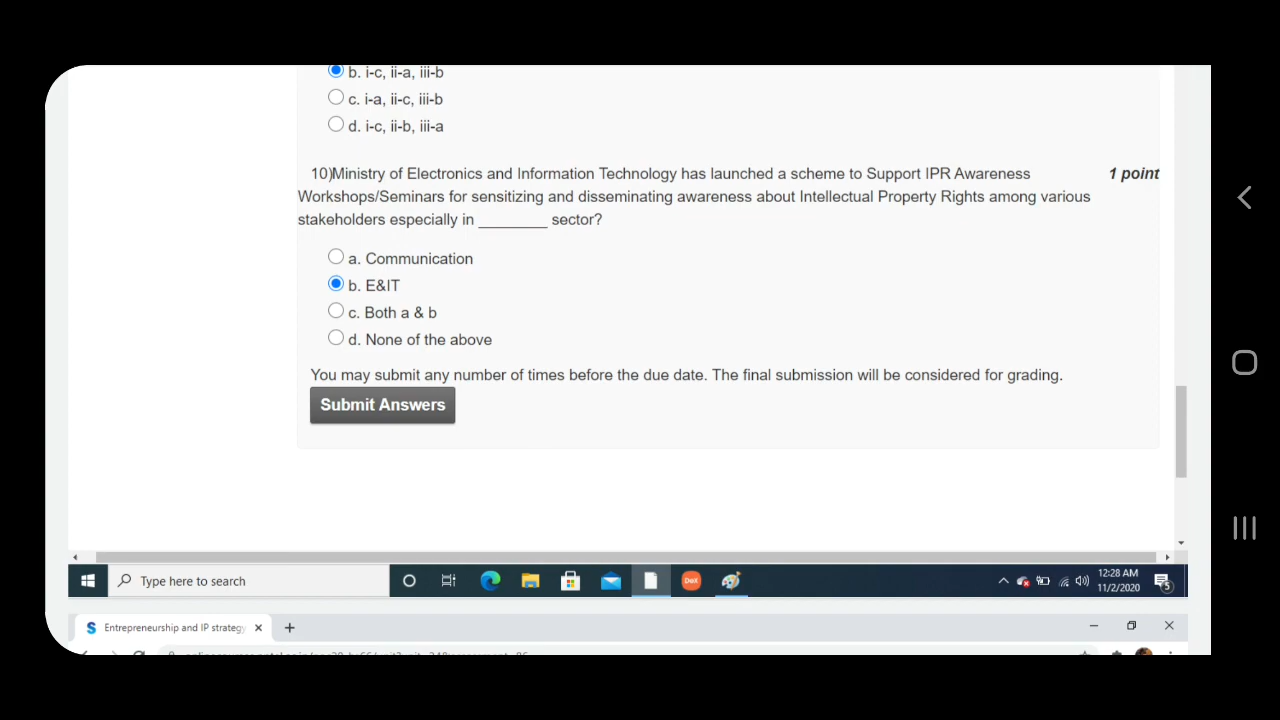 b. i-c, ii-a, iii-b
c. i-a, ii-c, iii-b
d. i-c, ii-b, iii-a
10)Ministry of Electronics and Information Technology has launched a scheme to Support IPR Awareness 1 point
Workshops/Seminars for sensitizing and disseminating awareness about Intellectual Property Rights among various
stakeholders especially in ________ sector?
a. Communication
b. E&IT
c. Both a & b
d. None of the above
You may submit any number of times before the due date. The final submission will be considered for grading.
Submit Answers
Type here to search
DoX
12:28 AM
11/2/2020
5
Entrepreneurship and IP strategy